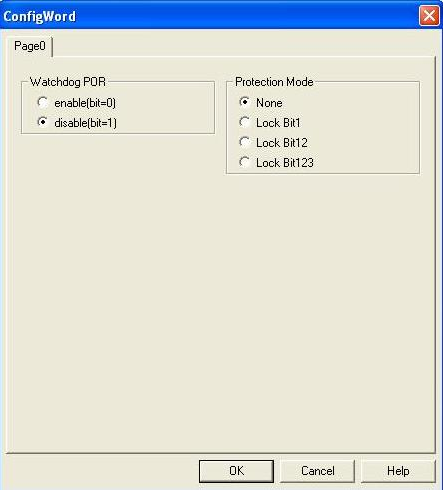 ConfigWord
Page0
Watchdog POR
enable(bit=0)
disable(bit=1)
Protection Mode
None
Lock Bit1
Lock Bit12
Lock Bit123
OK
Cancel
Help